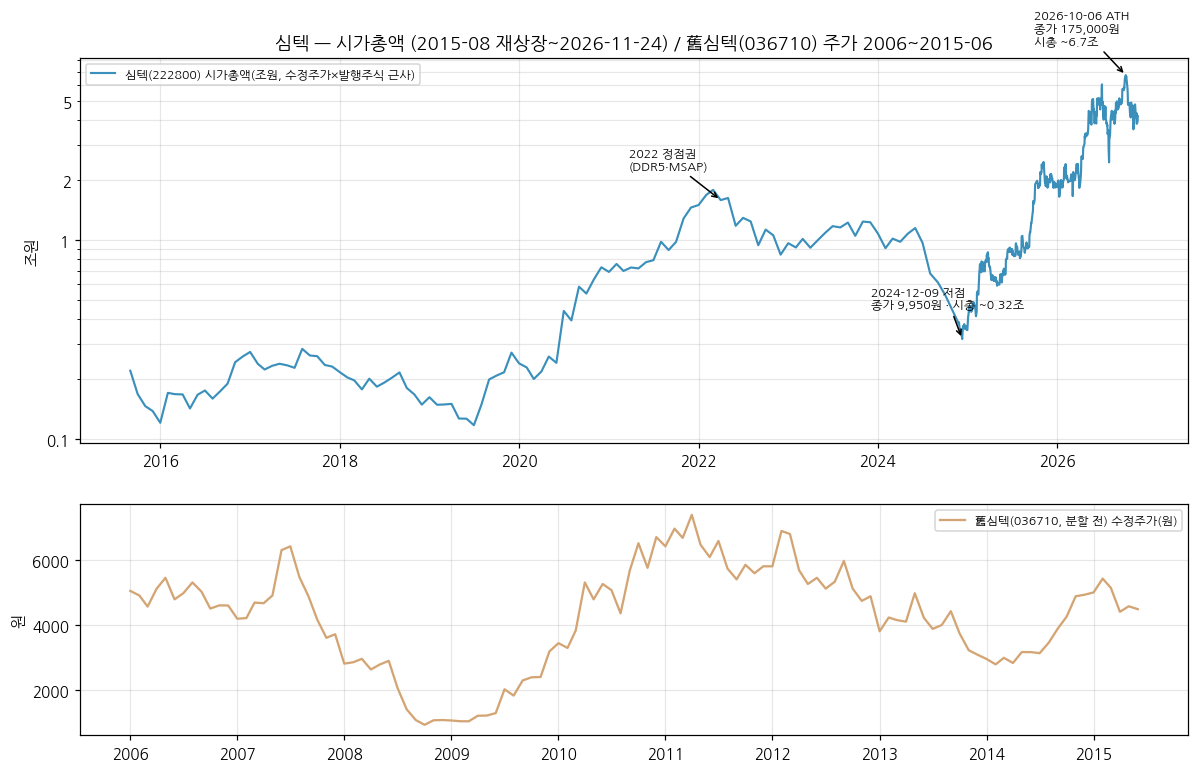 2026-10-06 ATH
종가 175,000원
시총 ~6.7조
심텍 — 시가총액 (2015-08 재상장~2026-11-24) / 舊심텍(036710) 주가 2006~2015-06
심텍(222800) 시가총액(조원, 수정주가×발행주식 근사)
2022 정점권
(DDR5·MSAP)
2024-12-09 저점
종가 9,950원 · 시총 ~0.32조
조원
5
2
1
0.1
2016
2018
2020
2022
2024
2026
舊심텍(036710, 분할 전) 수정주가(원)
원
6000
4000
2000
2006
2007
2008
2009
2010
2011
2012
2013
2014
2015